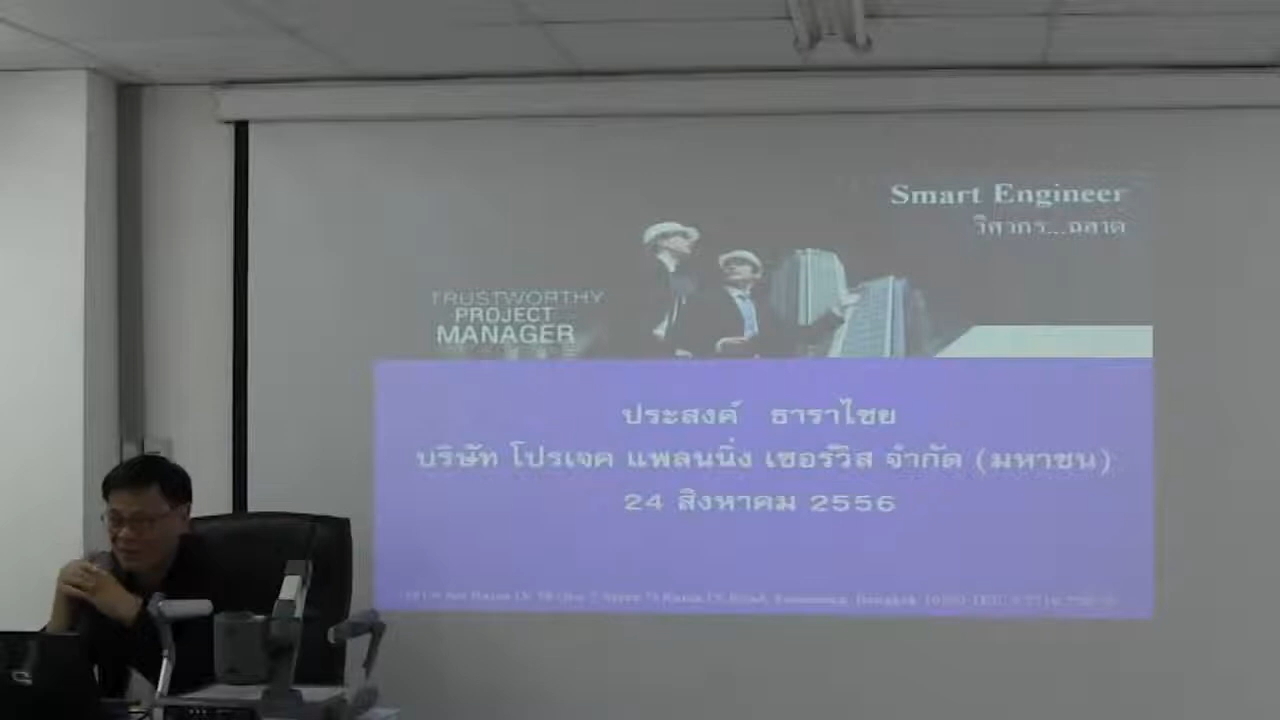 Smart Engineer
วิศวกร...ฉลาด
TRUSTWORTHY
PROJECT
MANAGER
ประสงค์ ธาราไชย
บริษัท โปรเจค แพลนนิ่ง เซอร์วิส จำกัด (มหาชน)
24 สิงหาคม 2556